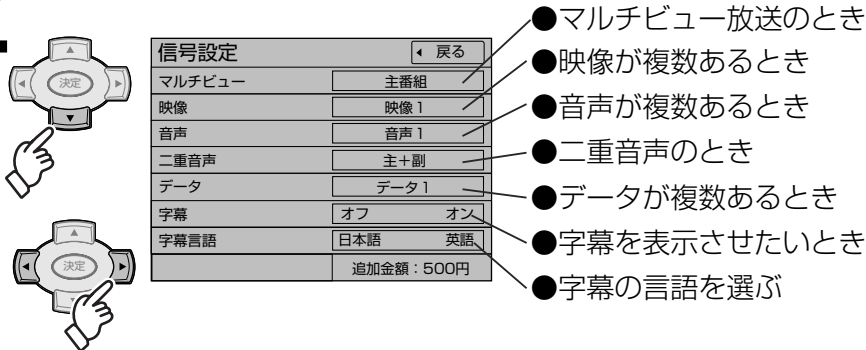 決定
決定
信号設定 戻る
マルチビュー 主番組
映像 映像1
音声 音声1
二重音声 主+副
データ データ1
字幕 オフ オン
字幕言語 日本語 英語
追加金額:500円
●マルチビュー放送のとき
●映像が複数あるとき
●音声が複数あるとき
●二重音声のとき
●データが複数あるとき
●字幕を表示させたいとき
●字幕の言語を選ぶ